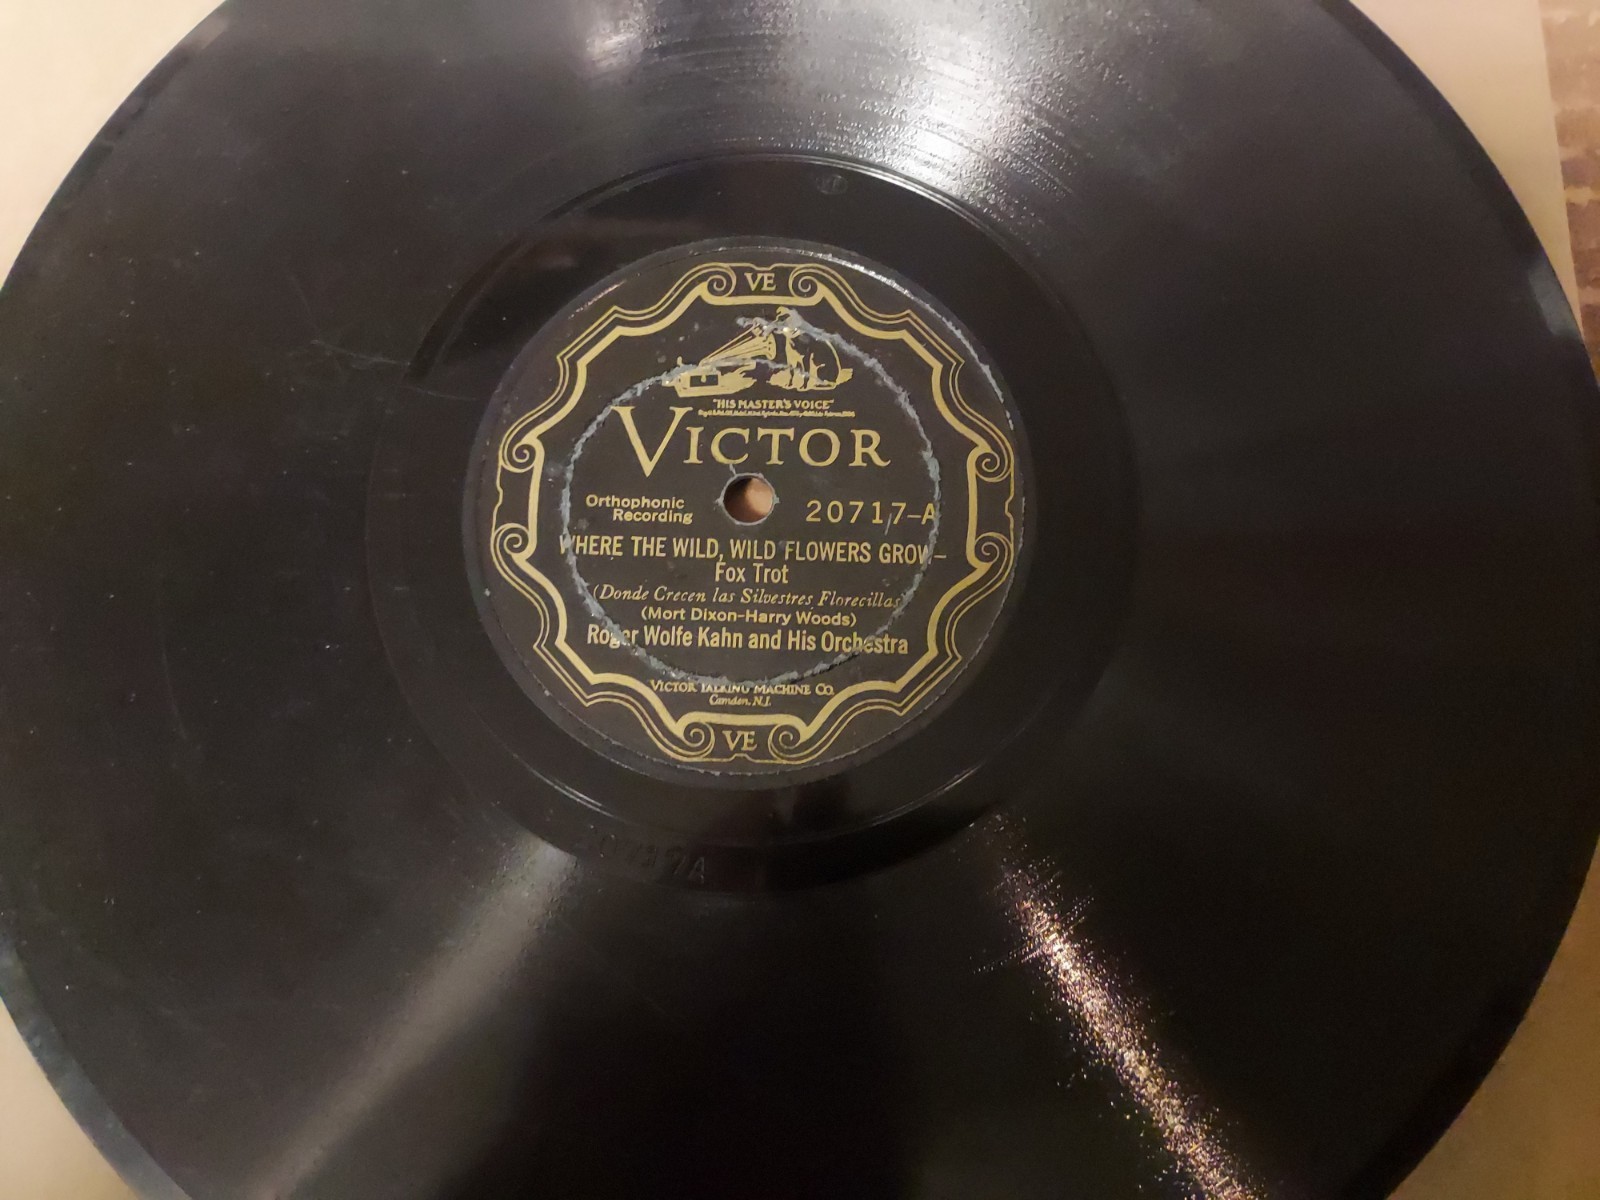 VE
"HIS MASTER'S VOICE"
VICTOR
Orthophonic
Recording
20717-A
WHERE THE WILD, WILD FLOWERS GROW-
Fox Trot
(Donde Crecen las Silvestres Florecillas)
(Mort Dixon-Harry Woods)
Roger Wolfe Kahn and His Orchestra
VICTOR TALKING MACHINE CO.
Camden, N.J.
VE